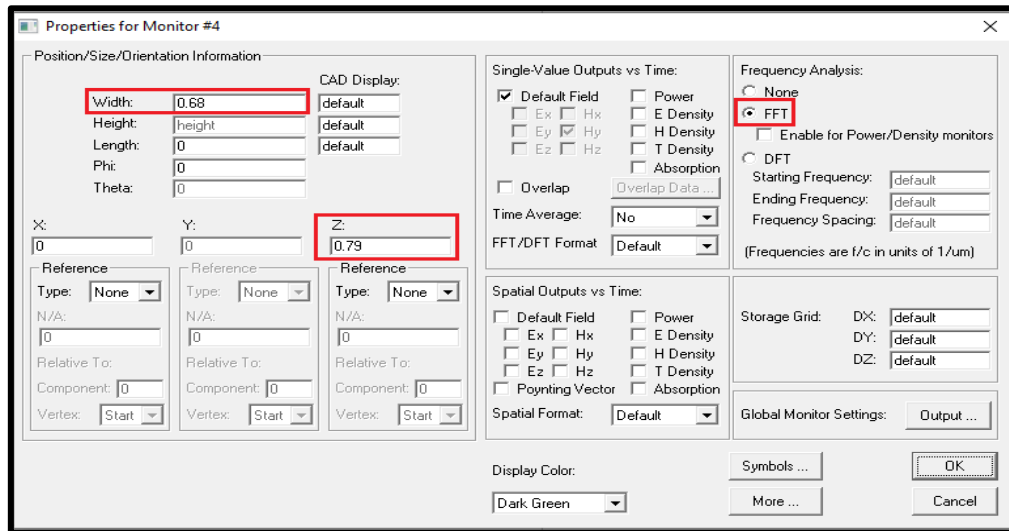 Properties for Monitor #4
Position/Size/Orientation Information
CAD Display:
Width: 0.68 default
Height: height default
Length: 0 default
Phi: 0
Theta: 0
X: Y: Z:
0 0 0.79
Reference Reference Reference
Type: None Type: None Type: None
N/A: N/A: N/A:
0 0 0
Relative To: Relative To: Relative To:
Component: 0 Component: 0 Component: 0
Vertex: Start Vertex: Start Vertex: Start
Single-Value Outputs vs Time:
Default Field Power
Ex Hx E Density
Ey Hy H Density
Ez Hz T Density
Absorption
Overlap Overlap Data ...
Time Average: No
FFT/DFT Format Default
Frequency Analysis:
None
FFT
Enable for Power/Density monitors
DFT
Starting Frequency: default
Ending Frequency: default
Frequency Spacing: default
(Frequencies are f/c in units of 1/um)
Spatial Outputs vs Time:
Default Field Power
Ex Hx E Density
Ey Hy H Density
Ez Hz T Density
Poynting Vector Absorption
Spatial Format: Default
Storage Grid: DX: default
DY: default
DZ: default
Global Monitor Settings: Output ...
Display Color:
Dark Green
Symbols ... OK
More ... Cancel